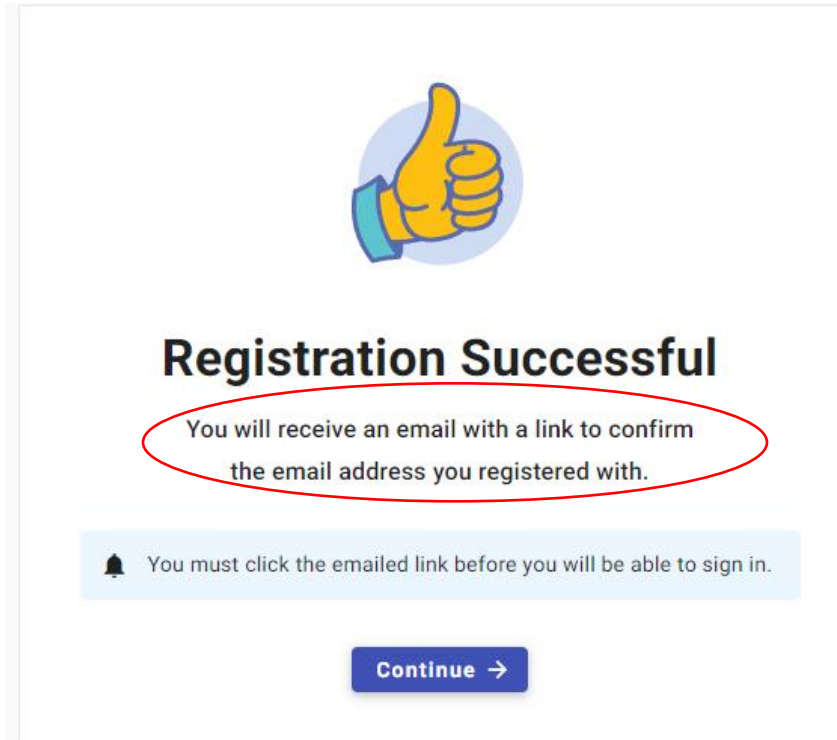 Registration Successful
You will receive an email with a link to confirm
the email address you registered with.
You must click the emailed link before you will be able to sign in.
Continue →